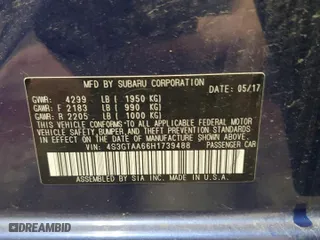 MFD BY SUBARU CORPORATION
GVWR: 4299 LB ( 1950 KG) DATE: 05/17
GAWR: F 2183 LB ( 990 KG)
GAWR: R 2205 LB ( 1000 KG)
THIS VEHICLE CONFORMS TO ALL APPLICABLE FEDERAL MOTOR
VEHICLE SAFETY, BUMPER, AND THEFT PREVENTION STANDARDS IN
EFFECT ON THE DATE OF MANUFACTURE SHOWN ABOVE.
VIN: 4S3GTAA66H1739488 PASSENGER CAR
ASSEMBLED BY SIA INC. MADE IN U.S.A.
AUTO
DREAMBID